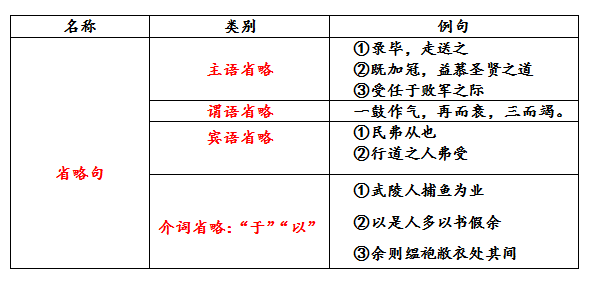 名称 类别 例句
省略句
主语省略
①录毕，走送之
②既加冠，益慕圣贤之道
③受任于败军之际
谓语省略
一鼓作气，再而衰，三而竭。
宾语省略
①民弗从也
②行道之人弗受
介词省略：“于”“以”
①武陵人捕鱼为业
②以是人多以书假余
③余则缊袍敝衣处其间